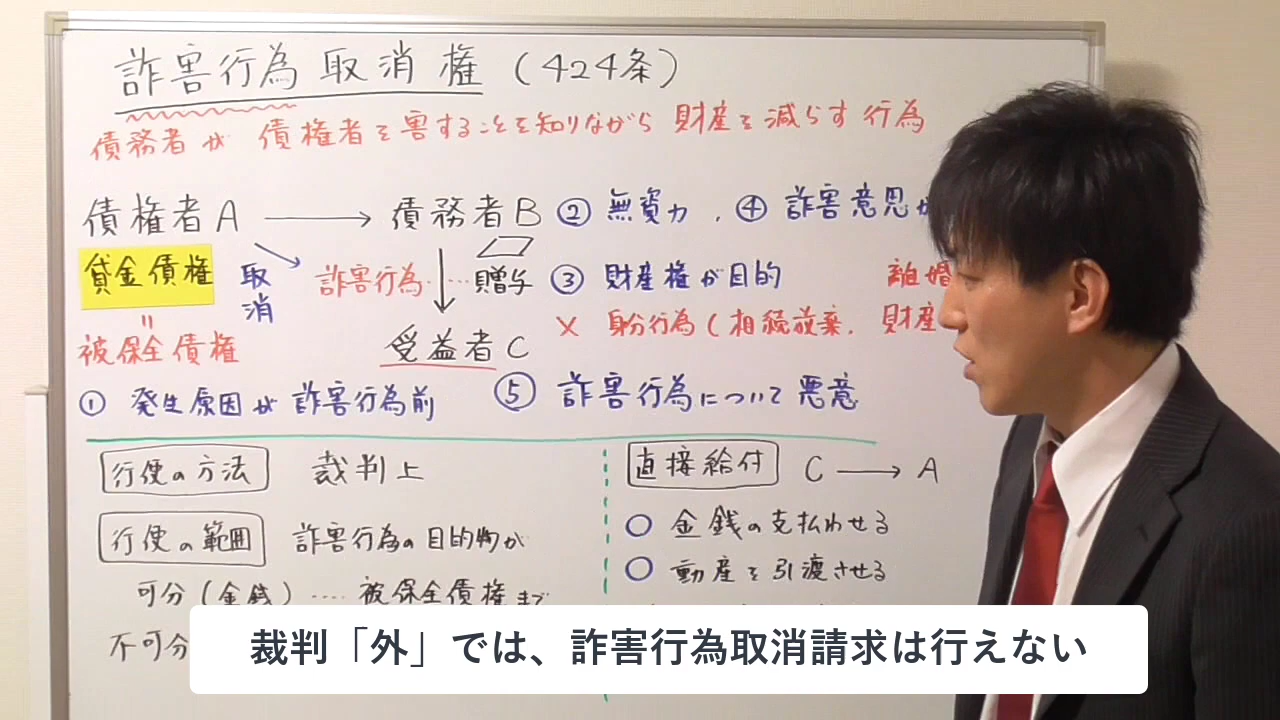 詐害行為取消権(424条)
債務者が 債権者を害することを知りながら 財産を減らす行為
債権者A → 債務者B ②無資力. ④詐害意思
貸金債権 取消 詐害行為……贈与 ③財産権が目的 離婚
〃
被保全債権 受益者C × 身分行為(相続放棄. 財産
① 発生原因が詐害行為前 ⑤詐害行為について悪意
行使の方法 裁判上
行使の範囲 詐害行為の目的物が
可分(金銭)…… 被保全債権まで
不可分
直接給付 C → A
○ 金銭の支払わせる
○ 動産を引渡させる
裁判「外」では、詐害行為取消請求は行えない